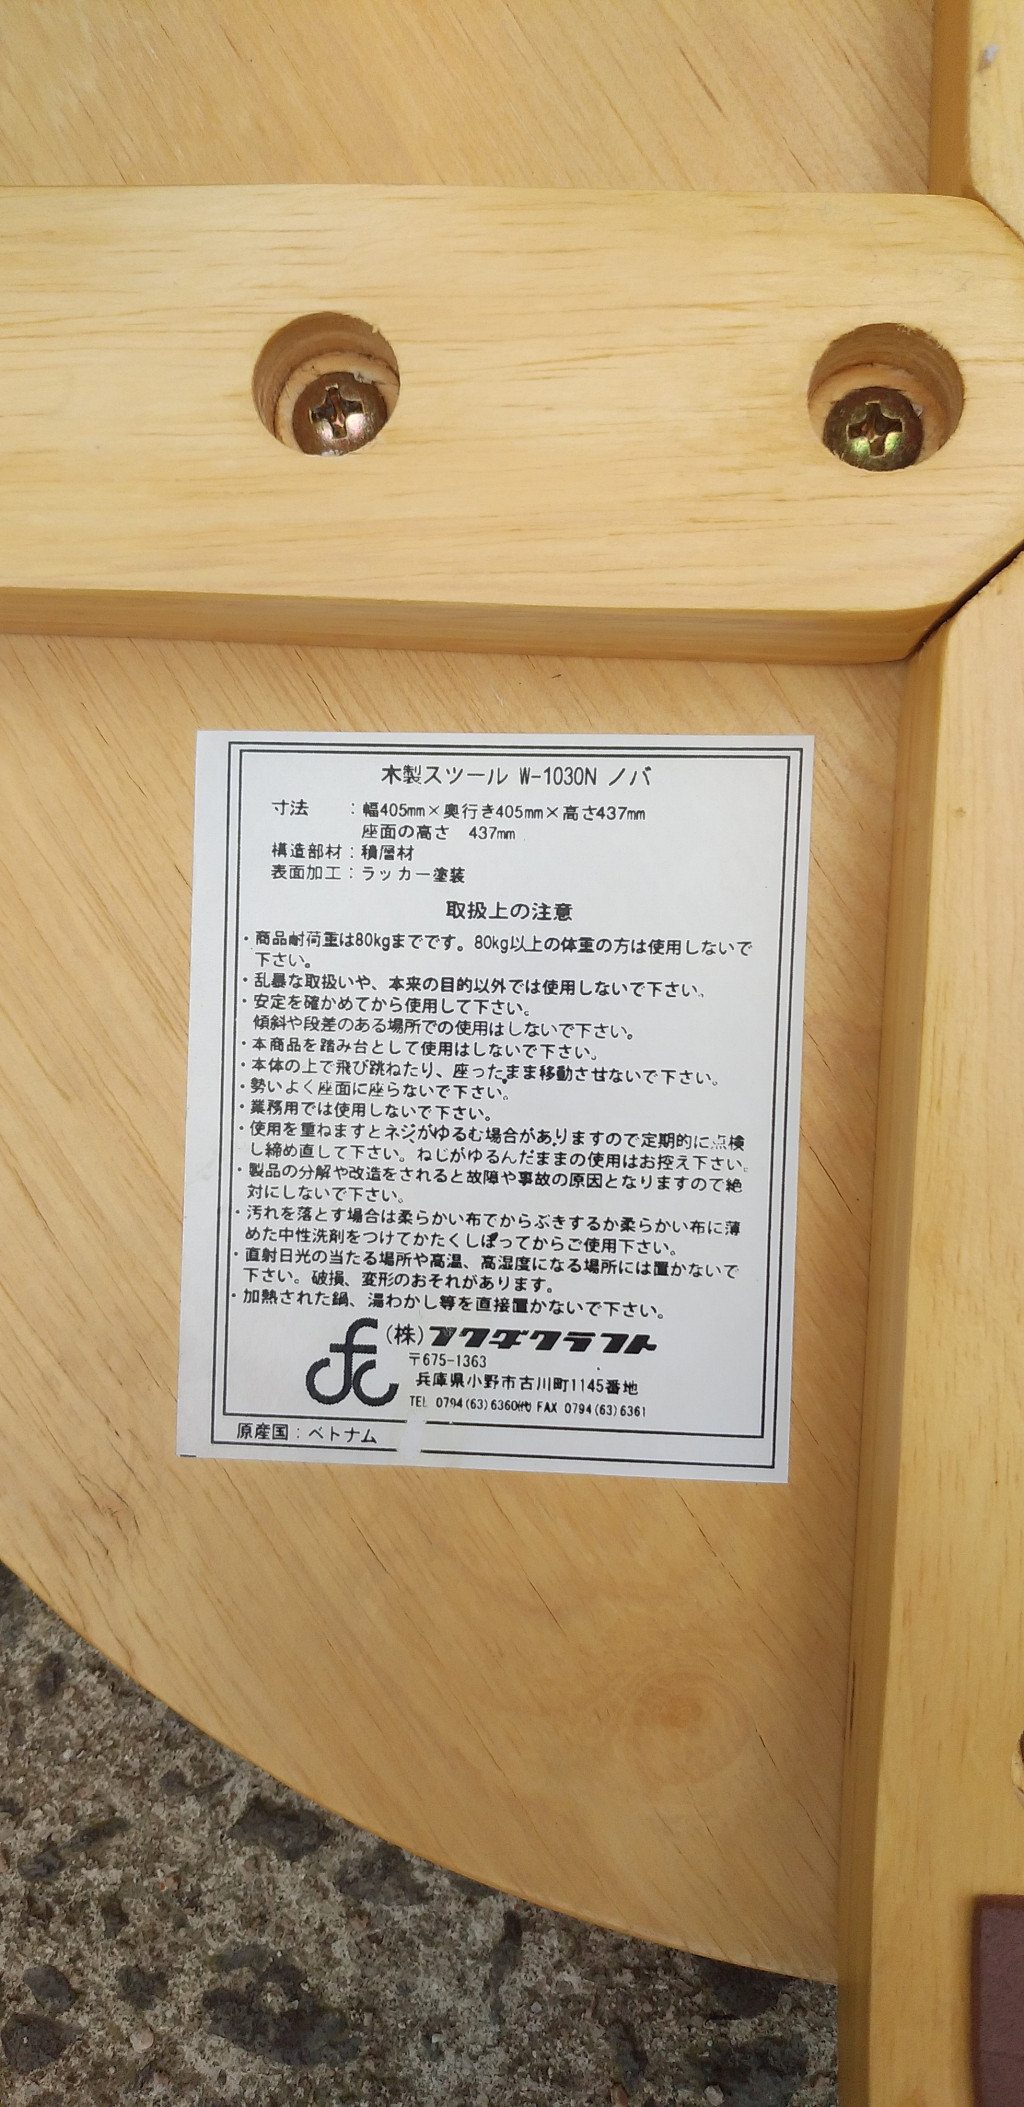 木製スツール W-1030N ノバ
寸法　　：幅405mm×奥行き405mm×高さ437mm
座面の高さ　437mm
構造部材：積層材
表面加工：ラッカー塗装
取扱上の注意
・商品耐荷重は80kgまでです。80kg以上の体重の方は使用しないで
下さい。
・乱暴な取扱いや、本来の目的以外では使用しないで下さい。
・安定を確かめてから使用して下さい。
傾斜や段差のある場所での使用はしないで下さい。
・本商品を踏み台として使用はしないで下さい。
・本体の上で飛び跳ねたり、座ったまま移動させないで下さい。
・勢いよく座面に座らないで下さい。
・業務用では使用しないで下さい。
・使用を重ねますとネジがゆるむ場合がありますので定期的に点検
し締め直して下さい。ねじがゆるんだままの使用はお控え下さい。
・製品の分解や改造をされると故障や事故の原因となりますので絶
対にしないで下さい。
・汚れを落とす場合は柔らかい布でからぶきするか柔らかい布に薄
めた中性洗剤をつけてかたくしぼってからご使用下さい。
・直射日光の当たる場所や高温、高湿度になる場所には置かないで
下さい。破損、変形のおそれがあります。
・加熱された鍋、湯わかし等を直接置かないで下さい。
fc (株)フクダクラフト
〒675-1363
兵庫県小野市古川町1145番地
TEL 0794(63)6360㈹ FAX 0794(63)6361
原産国：ベトナム